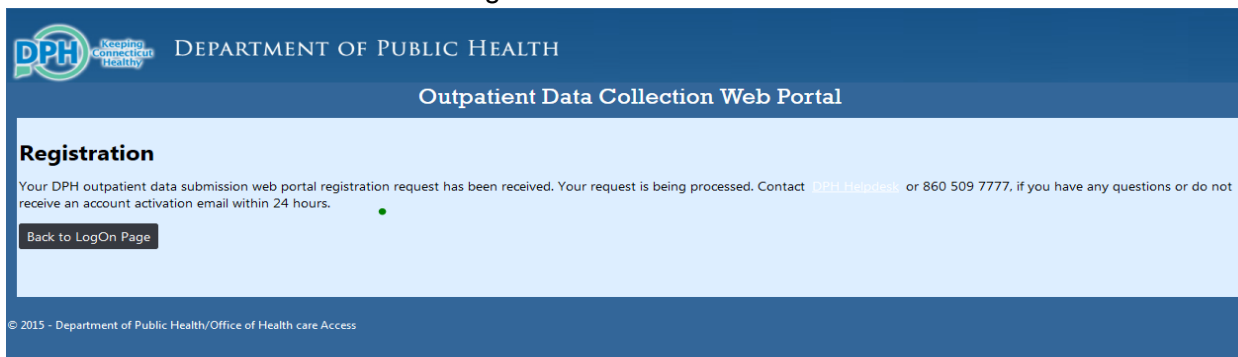 DPH Keeping Connecticut Healthy
DEPARTMENT OF PUBLIC HEALTH
Outpatient Data Collection Web Portal
Registration
Your DPH outpatient data submission web portal registration request has been received. Your request is being processed. Contact DPH Helpdesk or 860 509 7777, if you have any questions or do not
receive an account activation email within 24 hours.
Back to LogOn Page
© 2015 - Department of Public Health/Office of Health care Access